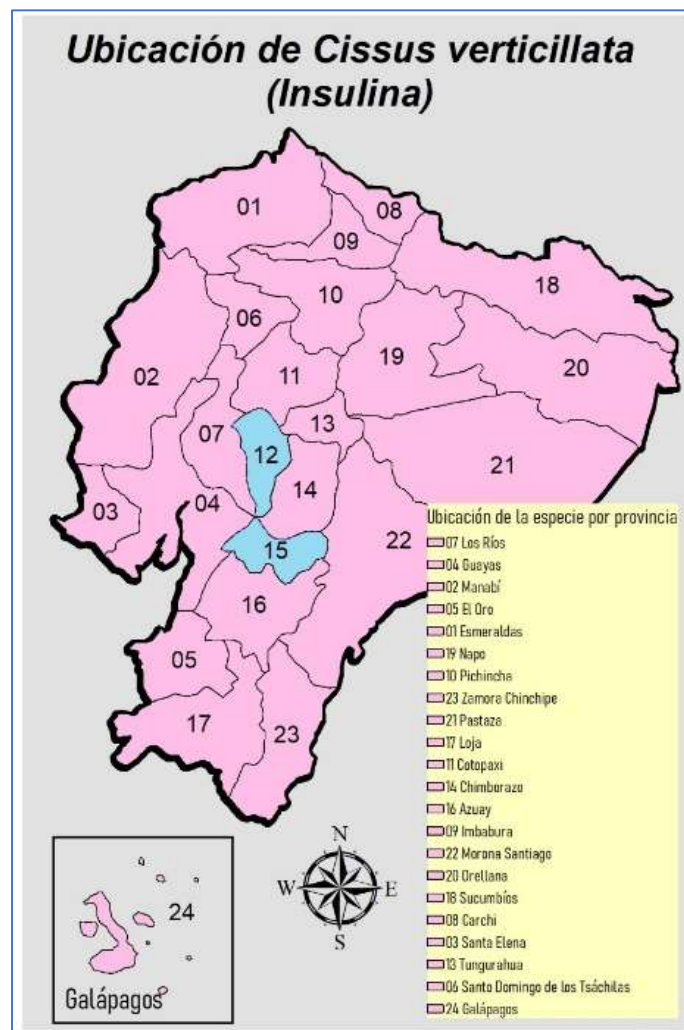 Ubicación de Cissus verticillata
(Insulina)
01
08
09
10
18
06
02
19
20
11
07
13
12
21
14
03
04
15
22
16
05
17
23
Ubicación de la especie por provincia
07 Los Ríos
04 Guayas
02 Manabí
05 El Oro
01 Esmeraldas
19 Napo
10 Pichincha
23 Zamora Chinchipe
21 Pastaza
17 Loja
11 Cotopaxi
14 Chimborazo
16 Azuay
09 Imbabura
22 Morona Santiago
20 Orellana
18 Sucumbíos
08 Carchi
03 Santa Elena
13 Tungurahua
06 Santo Domingo de los Tsáchilas
24 Galápagos
N
W E
S
24
Galápagos